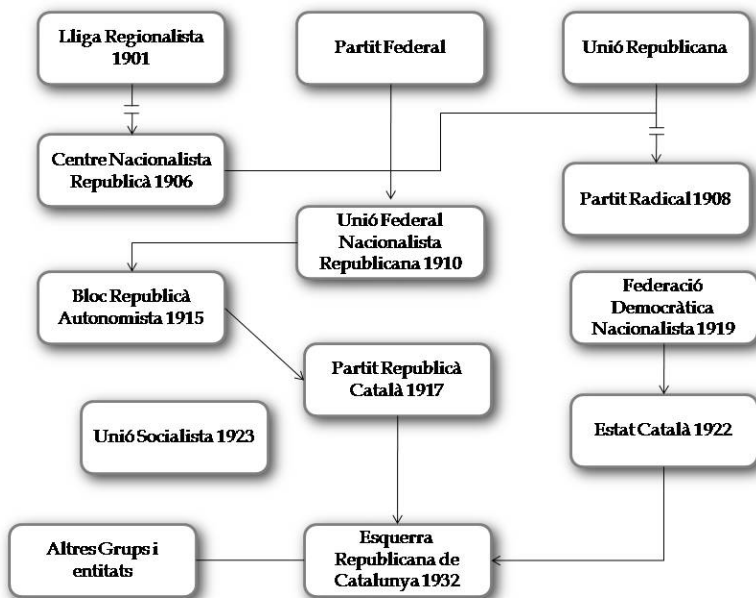 Lliga Regionalista
1901
Partit Federal
Unió Republicana
Centre Nacionalista
Republicà 1906
Partit Radical 1908
Unió Federal
Nacionalista
Republicana 1910
Bloc Republicà
Autonomista 1915
Federació
Democràtica
Nacionalista 1919
Partit Republicà
Català 1917
Unió Socialista 1923
Estat Català 1922
Altres Grups i
entitats
Esquerra
Republicana de
Catalunya 1932